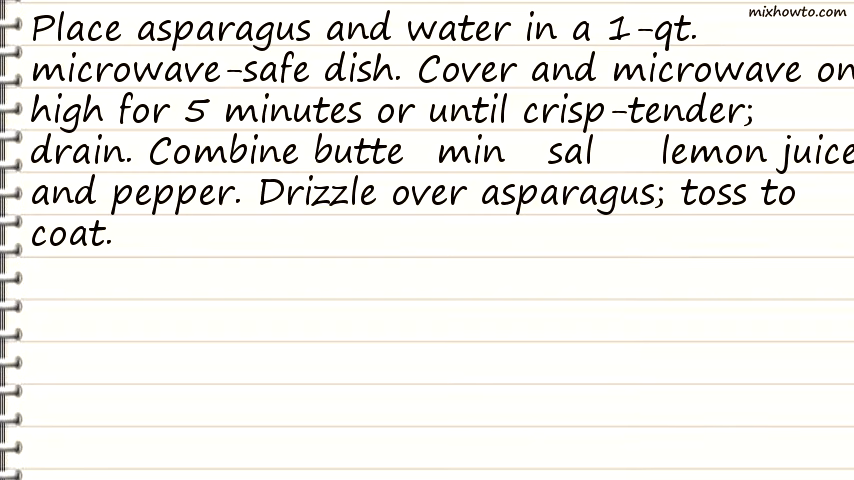 mixhowto.com
Place asparagus and water in a 1-qt.
microwave-safe dish. Cover and microwave on
high for 5 minutes or until crisp-tender;
drain. Combine butte min sal lemon juice
and pepper. Drizzle over asparagus; toss to
coat.